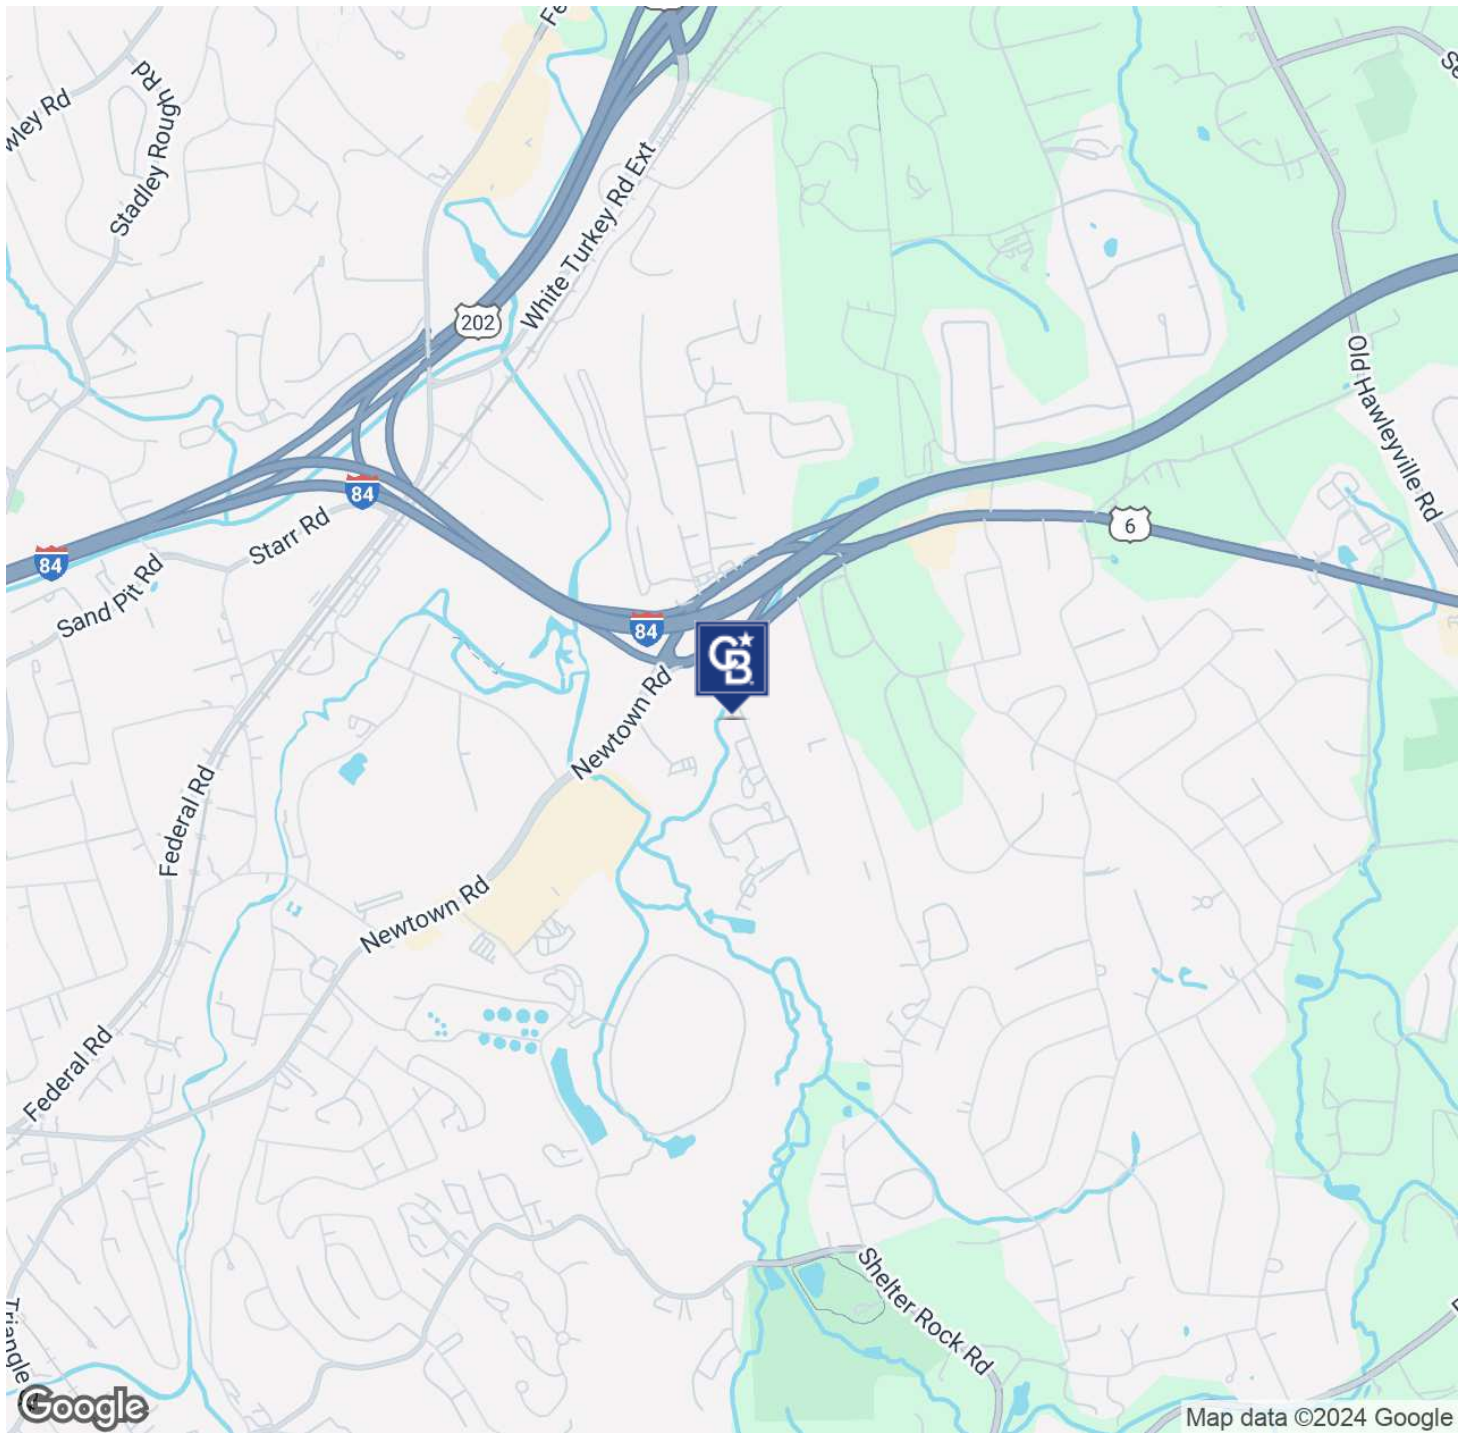 Fe
Stadley Rough Rd
wley Rd
White Turkey Rd Ext
202
Old Hawleyville Rd
84
84
Starr Rd
Sand Pit Rd
6
84
CB
Newtown Rd
Federal Rd
Newtown Rd
Federal Rd
Shelter Rock Rd
Triangle
Google
Map data ©2024 Google